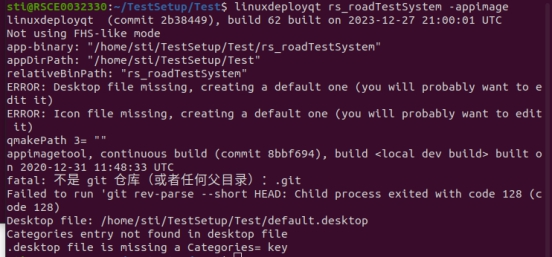 sti@RSCE0032330:~/TestSetup/Test$ linuxdeployqt rs_roadTestSystem -appimage
linuxdeployqt  (commit 2b38449), build 62 built on 2023-12-27 21:00:01 UTC
Not using FHS-like mode
app-binary: "/home/sti/TestSetup/Test/rs_roadTestSystem"
appDirPath: "/home/sti/TestSetup/Test"
relativeBinPath: "rs_roadTestSystem"
ERROR: Desktop file missing, creating a default one (you will probably want to e
dit it)
ERROR: Icon file missing, creating a default one (you will probably want to edit
 it)
qmakePath 3= ""
appimagetool, continuous build (commit 8bbf694), build <local dev build> built o
n 2020-12-31 11:48:33 UTC
fatal: 不是 git 仓库（或者任何父目录）：.git
Failed to run 'git rev-parse --short HEAD: Child process exited with code 128 (c
ode 128)
Desktop file: /home/sti/TestSetup/Test/default.desktop
Categories entry not found in desktop file
.desktop file is missing a Categories= key